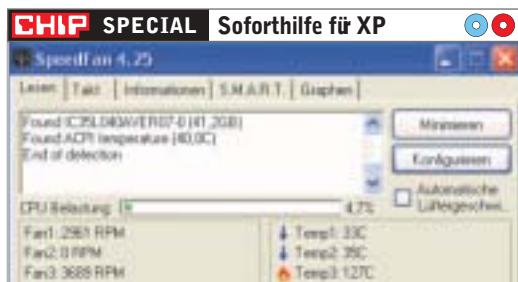 CHIP SPECIAL Soforthilfe für XP
SpeedFan 4.25
Lesen Takt Informationen S.M.A.R.T. Graphen
Found IC35L040AVER07-0 (41,2GB)
Found ACPI temperature (40,0C)
End of detection
Minimieren
Konfigurieren
Automatische
Lüftergeschwi...
CPU Belastung 4.7%
Fan1: 2961 RPM Temp1: 33C
Fan2: 0 RPM Temp2: 39C
Fan3: 3689 RPM Temp3: 127C